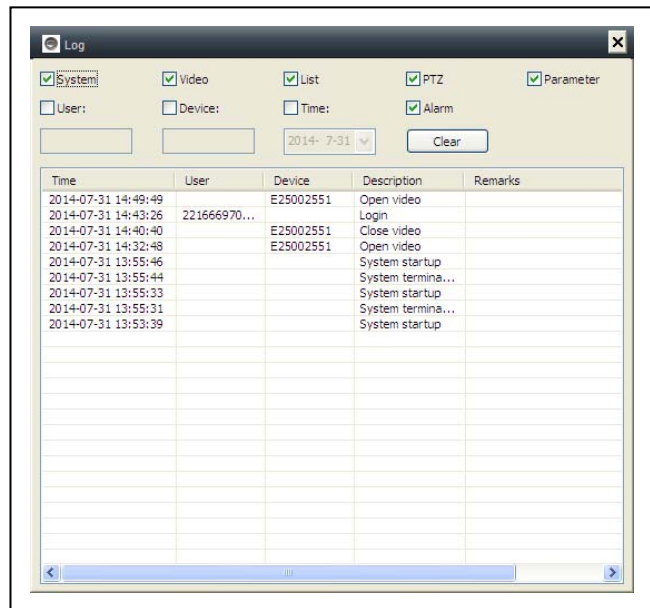 Log
System Video List PTZ Parameter
User: Device: Time: Alarm
2014- 7-31 Clear
Time User Device Description Remarks
2014-07-31 14:49:49 E25002551 Open video
2014-07-31 14:43:26 221666970... Login
2014-07-31 14:40:40 E25002551 Close video
2014-07-31 14:32:48 E25002551 Open video
2014-07-31 13:55:46 System startup
2014-07-31 13:55:44 System termina...
2014-07-31 13:55:33 System startup
2014-07-31 13:55:31 System termina...
2014-07-31 13:53:39 System startup